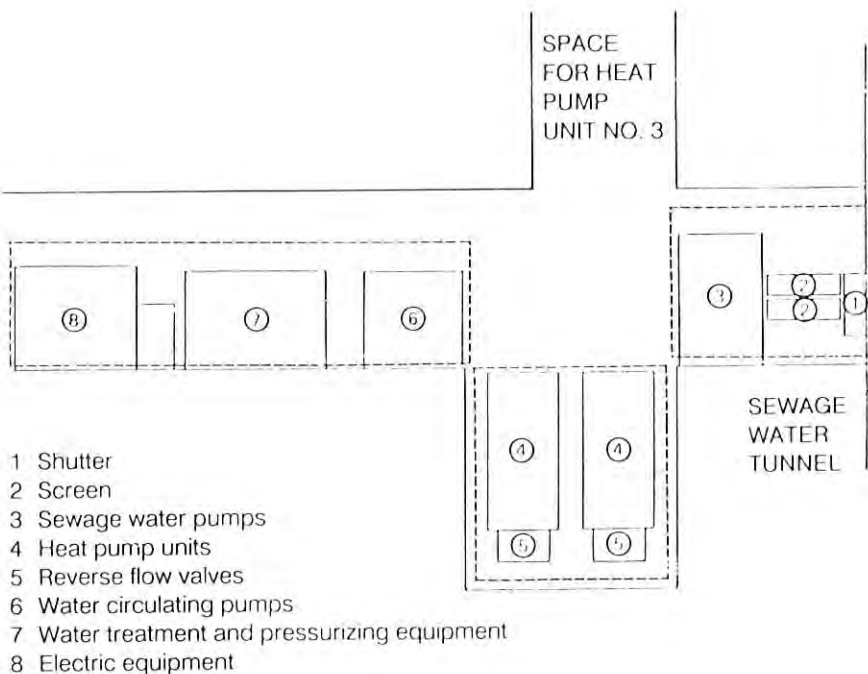 SPACE
FOR HEAT
PUMP
UNIT NO. 3
8
7
6
3
2
2
1
4
4
5
5
SEWAGE
WATER
TUNNEL
1 Shutter
2 Screen
3 Sewage water pumps
4 Heat pump units
5 Reverse flow valves
6 Water circulating pumps
7 Water treatment and pressurizing equipment
8 Electric equipment